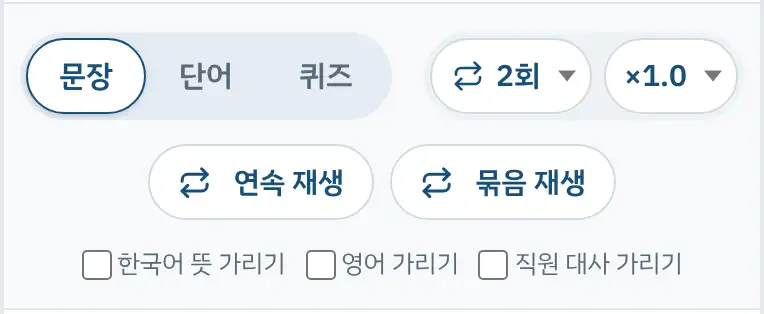 문장 단어 퀴즈 2회 ×1.0
연속 재생 묶음 재생
한국어 뜻 가리기 영어 가리기 직원 대사 가리기